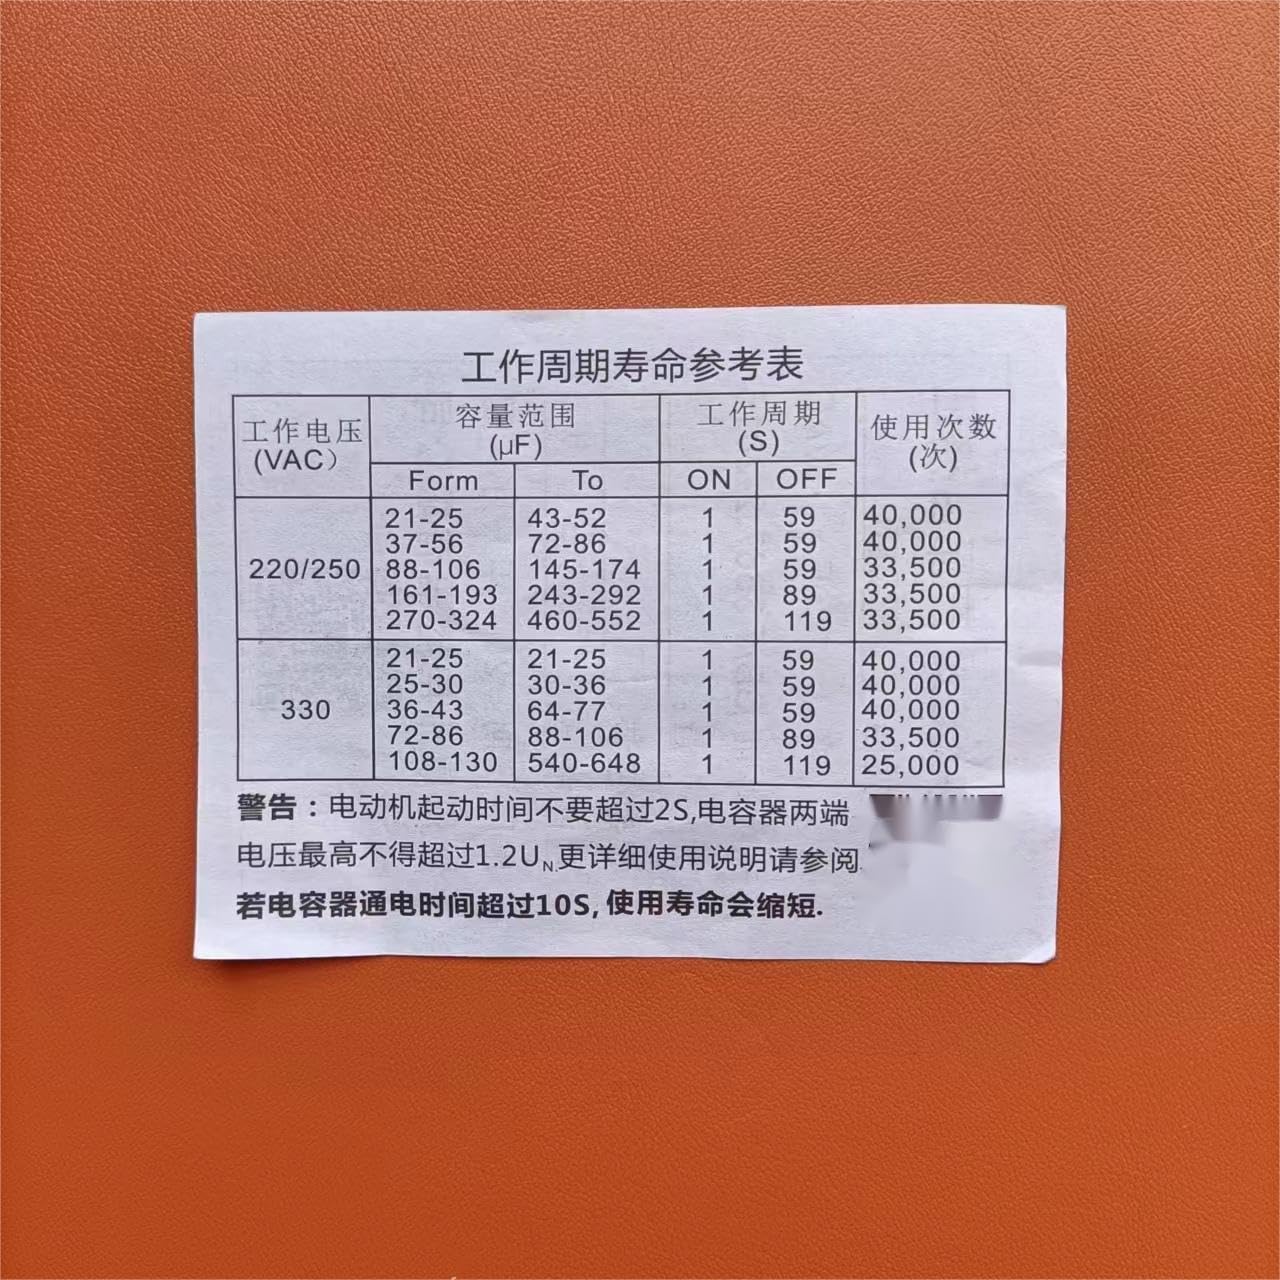 工作周期寿命参考表
工作电压 容量范围 工作周期 使用次数
(VAC） (μF) (S) (次)
Form To ON OFF
220/250
21-25 43-52 1 59 40,000
37-56 72-86 1 59 40,000
88-106 145-174 1 59 33,500
161-193 243-292 1 89 33,500
270-324 460-552 1 119 33,500
330
21-25 21-25 1 59 40,000
25-30 30-36 1 59 40,000
36-43 64-77 1 59 40,000
72-86 88-106 1 89 33,500
108-130 540-648 1 119 25,000
警告：电动机起动时间不要超过2S,电容器两端
电压最高不得超过1.2UN.更详细使用说明请参阅
若电容器通电时间超过10S,使用寿命会缩短.